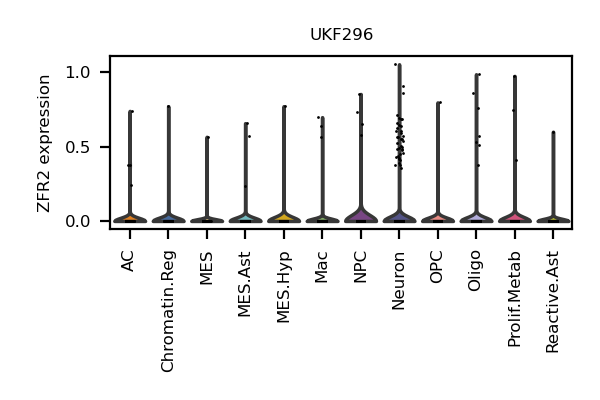 UKF296
ZFR2 expression
1.0
0.5
0.0
AC
Chromatin.Reg
MES
MES.Ast
MES.Hyp
Mac
NPC
Neuron
OPC
Oligo
Prolif.Metab
Reactive.Ast